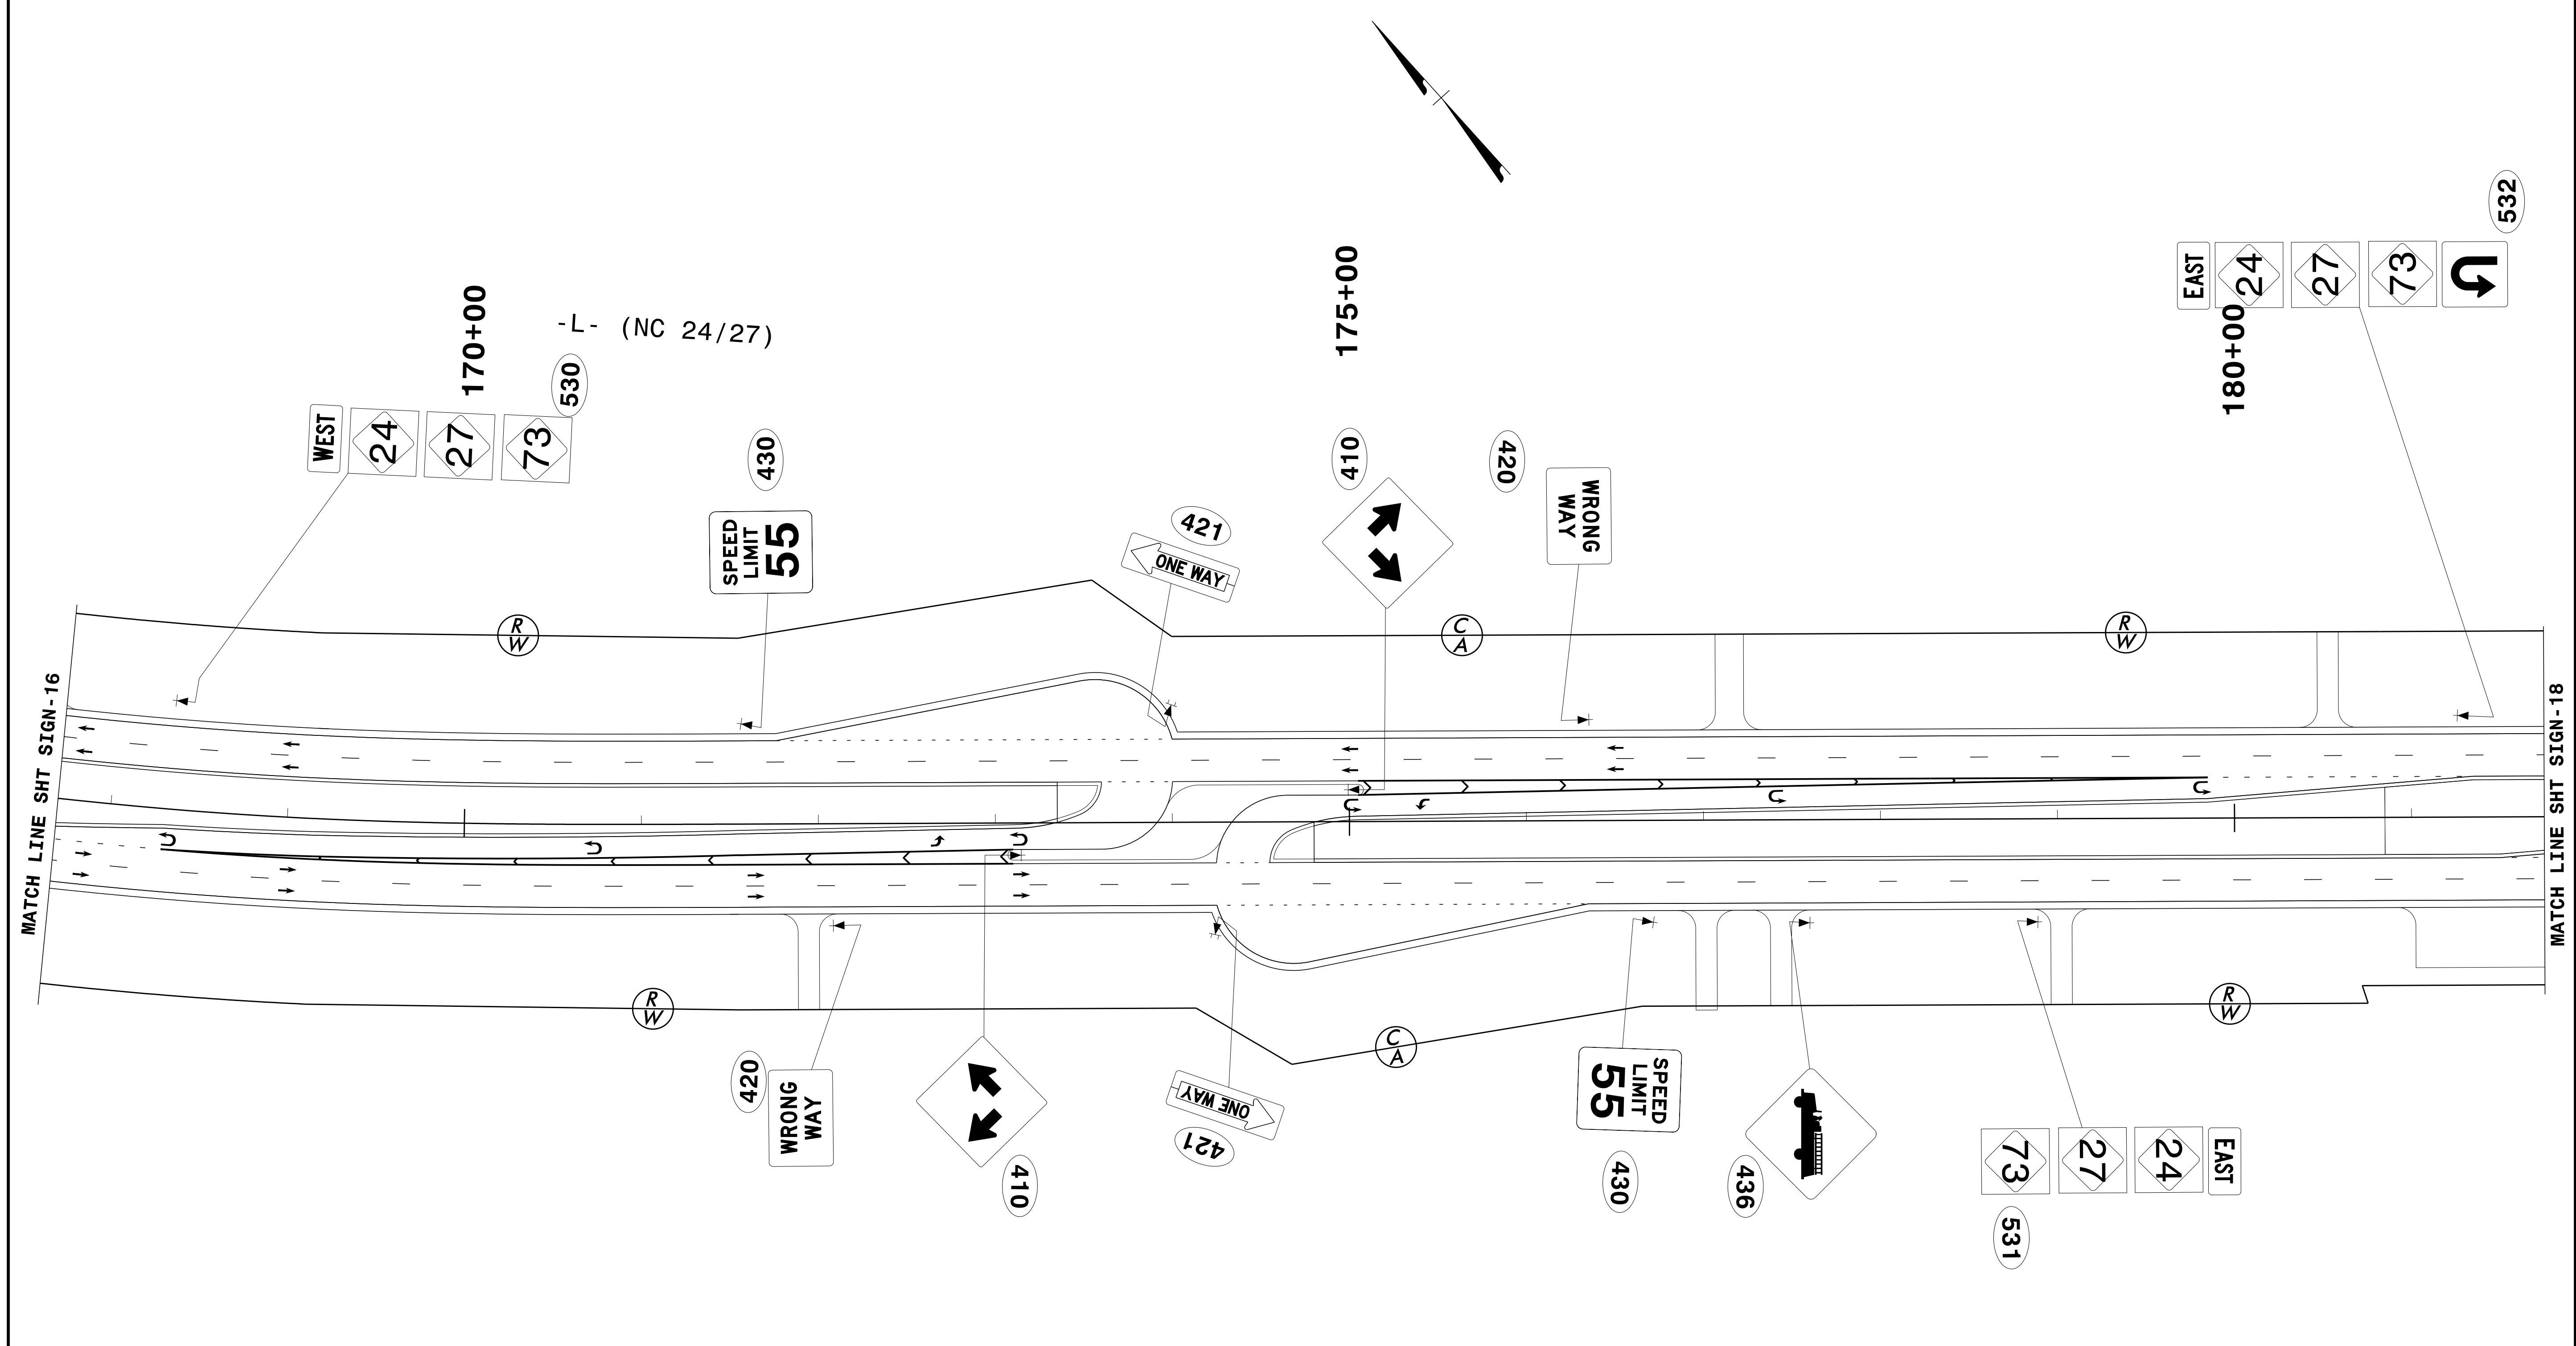 532
EAST
24
27
73
180+00
175+00
170+00
-L- (NC 24/27)
530
WEST
24
27
73
430
SPEED
LIMIT
55
421
ONE WAY
410
420
WRONG
WAY
R
W
C
A
R
W
MATCH LINE SHT SIGN-16
MATCH LINE SHT SIGN-18
R
W
C
A
R
W
420
WRONG
WAY
410
ONE WAY
421
SPEED
LIMIT
55
430
436
EAST
24
27
73
531